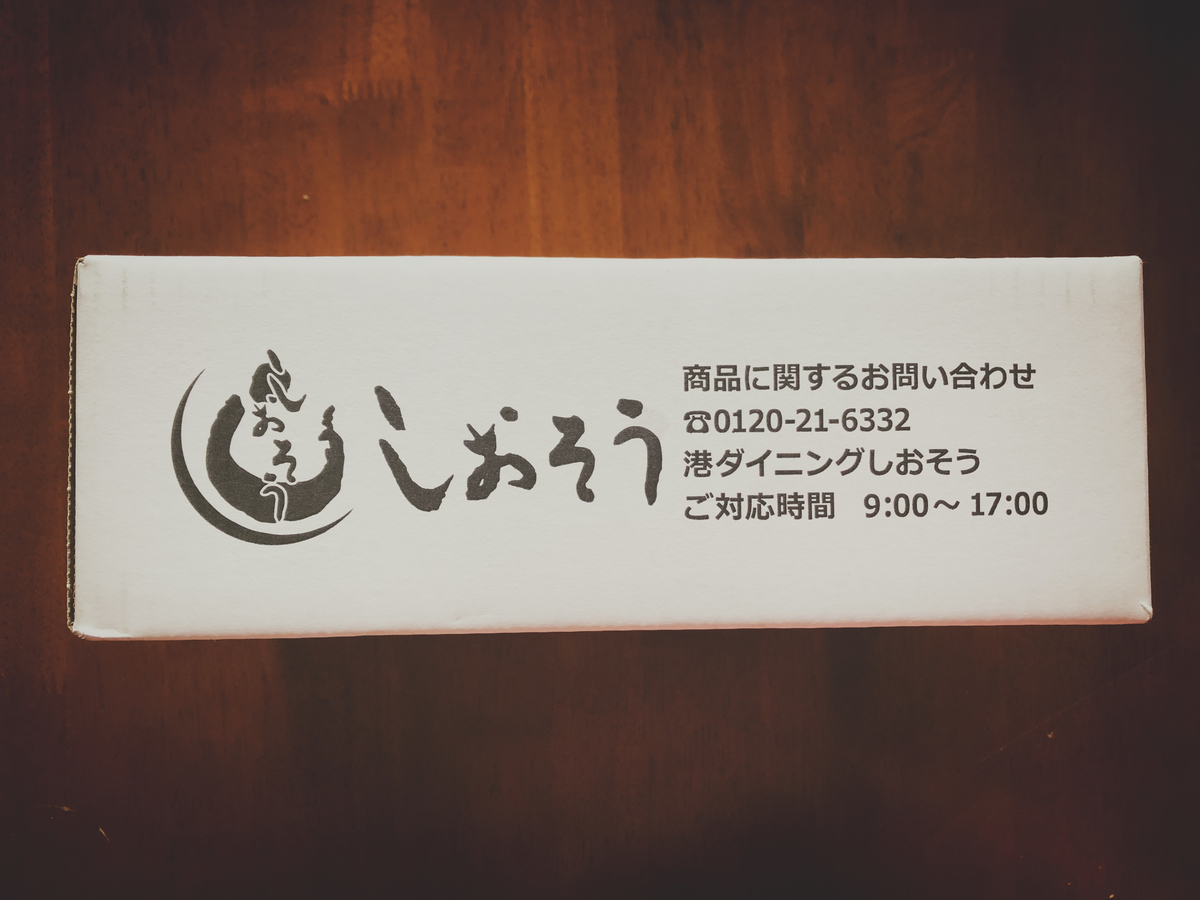 しおそう
しおそう
商品に関するお問い合わせ
☎0120-21-6332
港ダイニングしおそう
ご対応時間 9:00～17:00